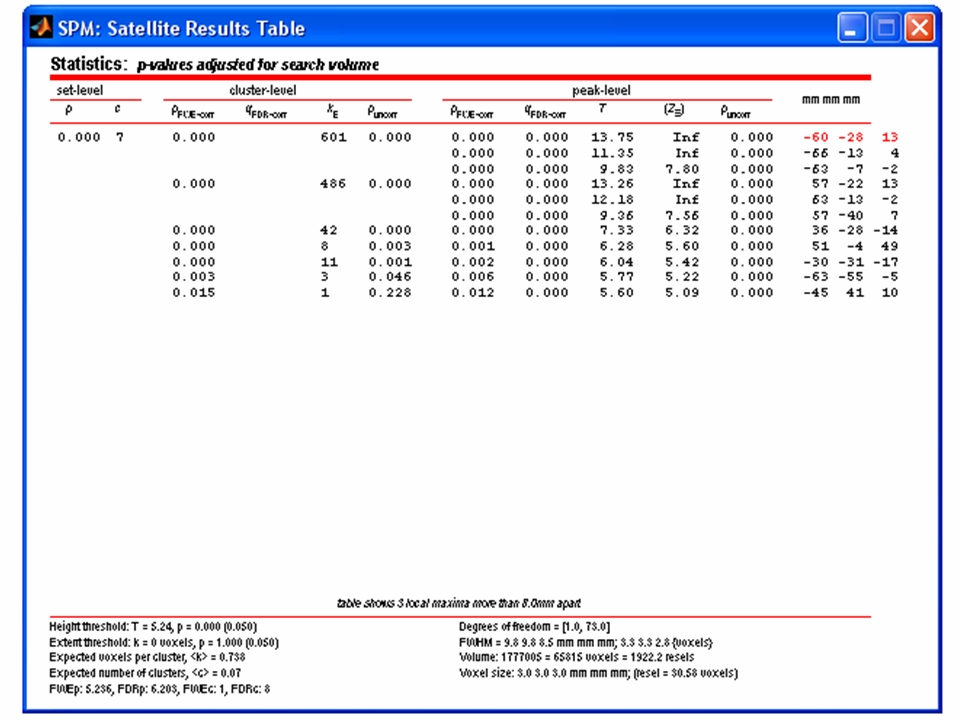 SPM: Satellite Results Table
Statistics: p-values adjusted for search volume
set-level cluster-level peak-level mm mm mm
p c pFWE-corr qFDR-corr kE puncorr pFWE-corr qFDR-corr T (Z≡) puncorr
0.000 7 0.000 601 0.000 0.000 0.000 13.75 Inf 0.000 -60 -28 13
0.000 0.000 11.35 Inf 0.000 -66 -13 4
0.000 0.000 9.83 7.80 0.000 -63 -7 -2
0.000 486 0.000 0.000 0.000 13.26 Inf 0.000 57 -22 13
0.000 0.000 12.18 Inf 0.000 63 -13 -2
0.000 0.000 9.36 7.56 0.000 57 -40 7
0.000 42 0.000 0.000 0.000 7.33 6.32 0.000 36 -28 -14
0.000 8 0.003 0.001 0.000 6.28 5.60 0.000 51 -4 49
0.000 11 0.001 0.002 0.000 6.04 5.42 0.000 -30 -31 -17
0.003 3 0.046 0.006 0.000 5.77 5.22 0.000 -63 -55 -5
0.015 1 0.228 0.012 0.000 5.60 5.09 0.000 -45 41 10
table shows 3 local maxima more than 8.0mm apart
Height threshold: T = 5.24, p = 0.000 (0.050)
Extent threshold: k = 0 voxels, p = 1.000 (0.050)
Expected voxels per cluster, <k> = 0.738
Expected number of clusters, <c> = 0.07
FWEp: 5.236, FDRp: 6.203, FWEc: 1, FDRc: 8
Degrees of freedom = [1.0, 73.0]
FWHM = 9.8 9.8 8.5 mm mm mm; 3.3 3.3 2.8 {voxels}
Volume: 1777005 = 65815 voxels = 1922.2 resels
Voxel size: 3.0 3.0 3.0 mm mm mm; (resel = 30.58 voxels)